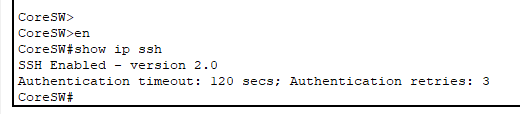 CoreSW>
CoreSW>en
CoreSW#show ip ssh
SSH Enabled - version 2.0
Authentication timeout: 120 secs; Authentication retries: 3
CoreSW#